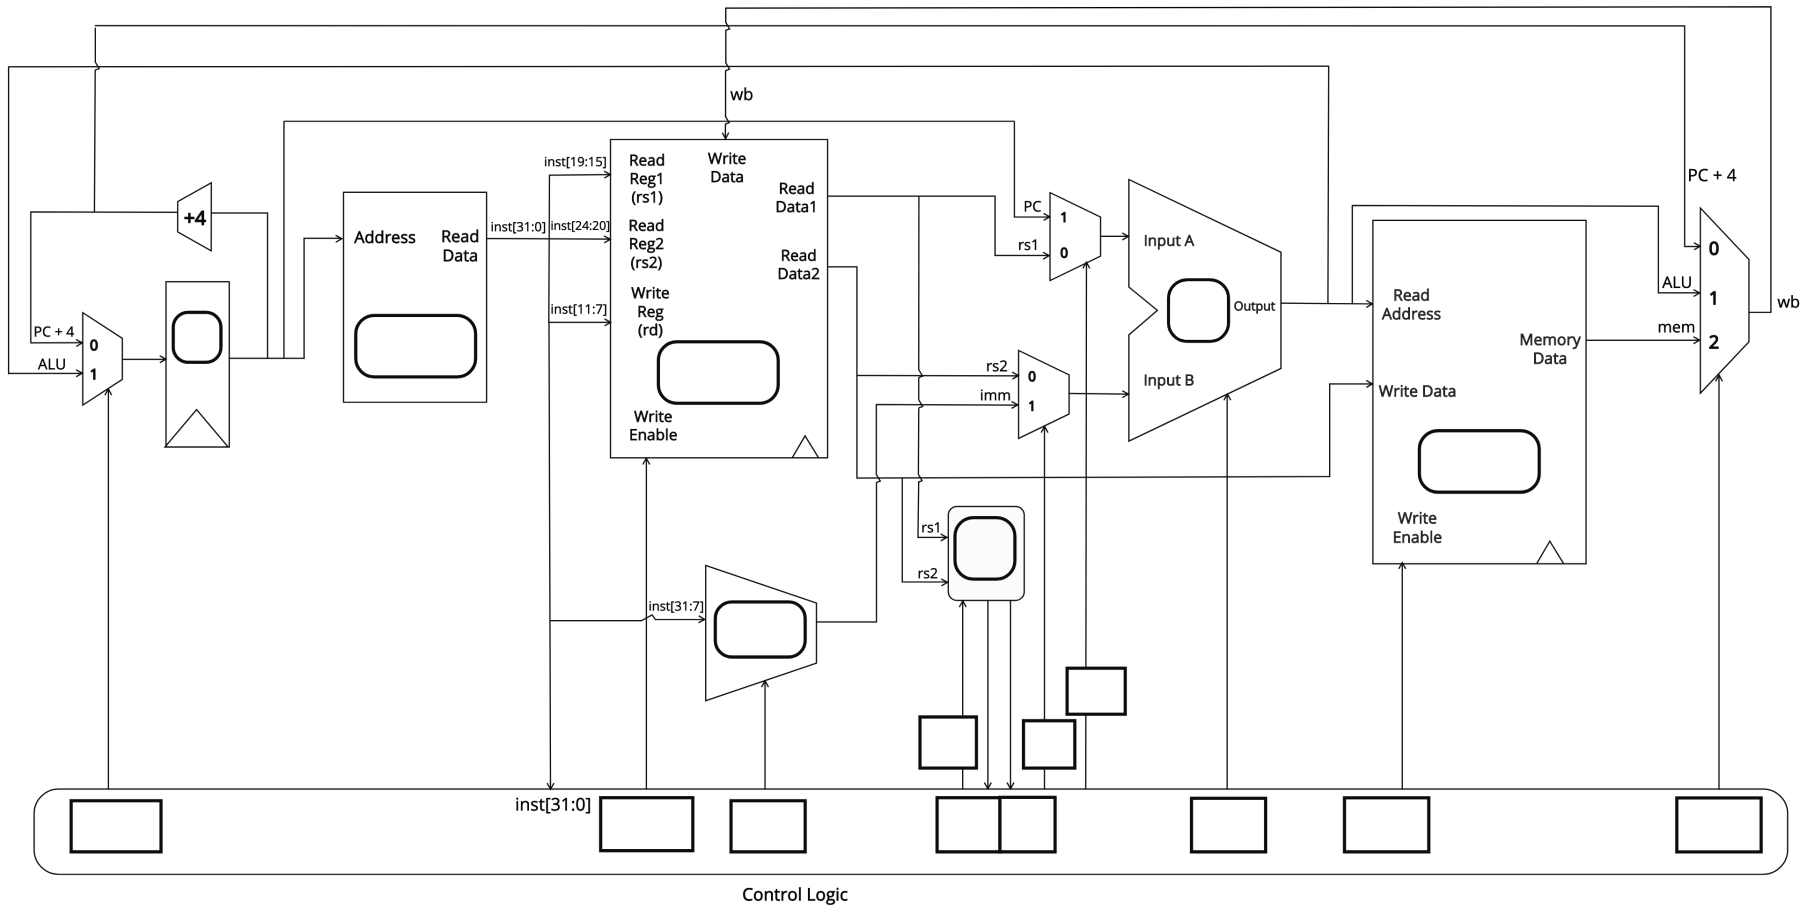 wb
inst[19:15]
Read
Reg1
(rs1)
Write
Data
Read
Data1
PC + 4
+4
PC
1
rs1
0
Address
Read
Data
inst[31:0]
inst[24:20]
Read
Reg2
(rs2)
Read
Data2
Input A
0
ALU
1
wb
Write
Reg
(rd)
inst[11:7]
Output
Read
Address
mem
2
PC + 4
0
ALU
1
Memory
Data
rs2
0
imm
1
Input B
Write Data
Write
Enable
rs1
rs2
Write
Enable
inst[31:7]
inst[31:0]
Control Logic